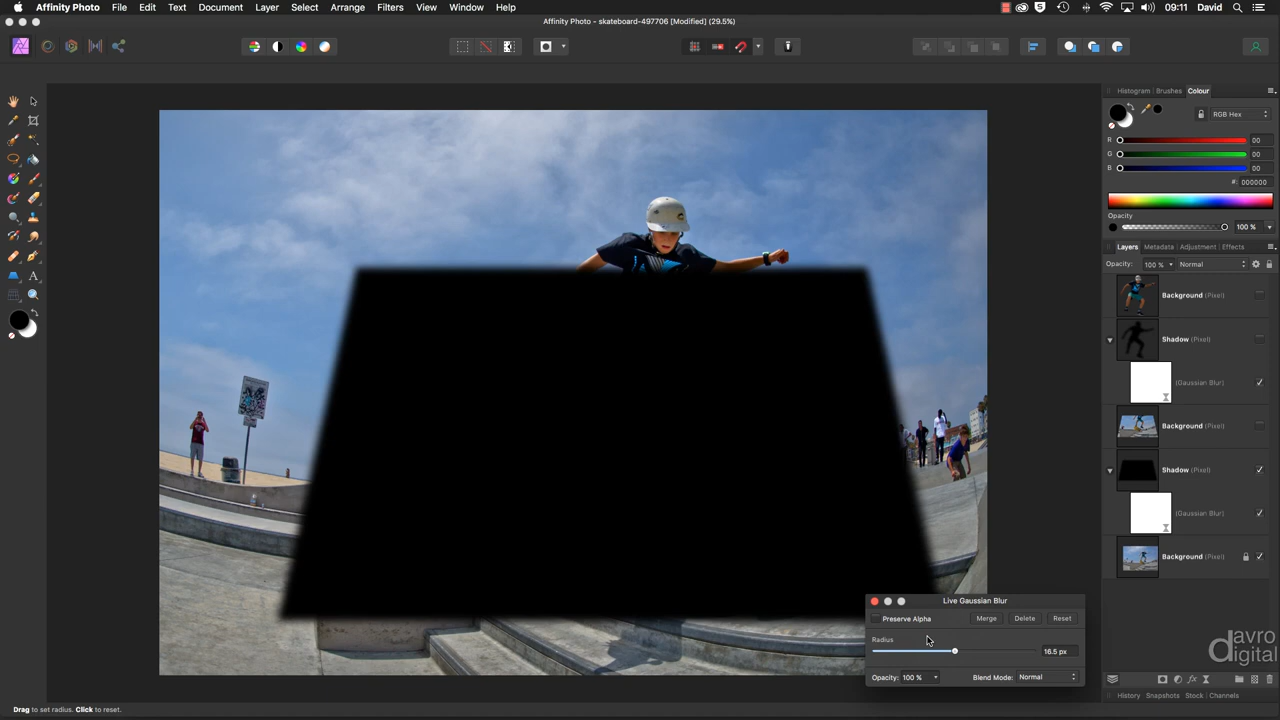 Affinity Photo File Edit Text Document Layer Select Arrange Filters View Window Help
09:11 David
Affinity Photo - skateboard-497706 [Modified] (29.5%)
Histogram Brushes Colour
RGB Hex
R 00
G 00
B 00
#: 000000
Opacity
100 %
Layers Metadata Adjustment Effects
Opacity: 100 % Normal
Background (Pixel)
Shadow (Pixel)
(Gaussian Blur)
Background (Pixel)
Shadow (Pixel)
(Gaussian Blur)
Background (Pixel)
Live Gaussian Blur
Preserve Alpha Merge Delete Reset
Radius
16.5 px
Opacity: 100 % Blend Mode: Normal
davro
digital
History Snapshots Stock Channels
Drag to set radius. Click to reset.